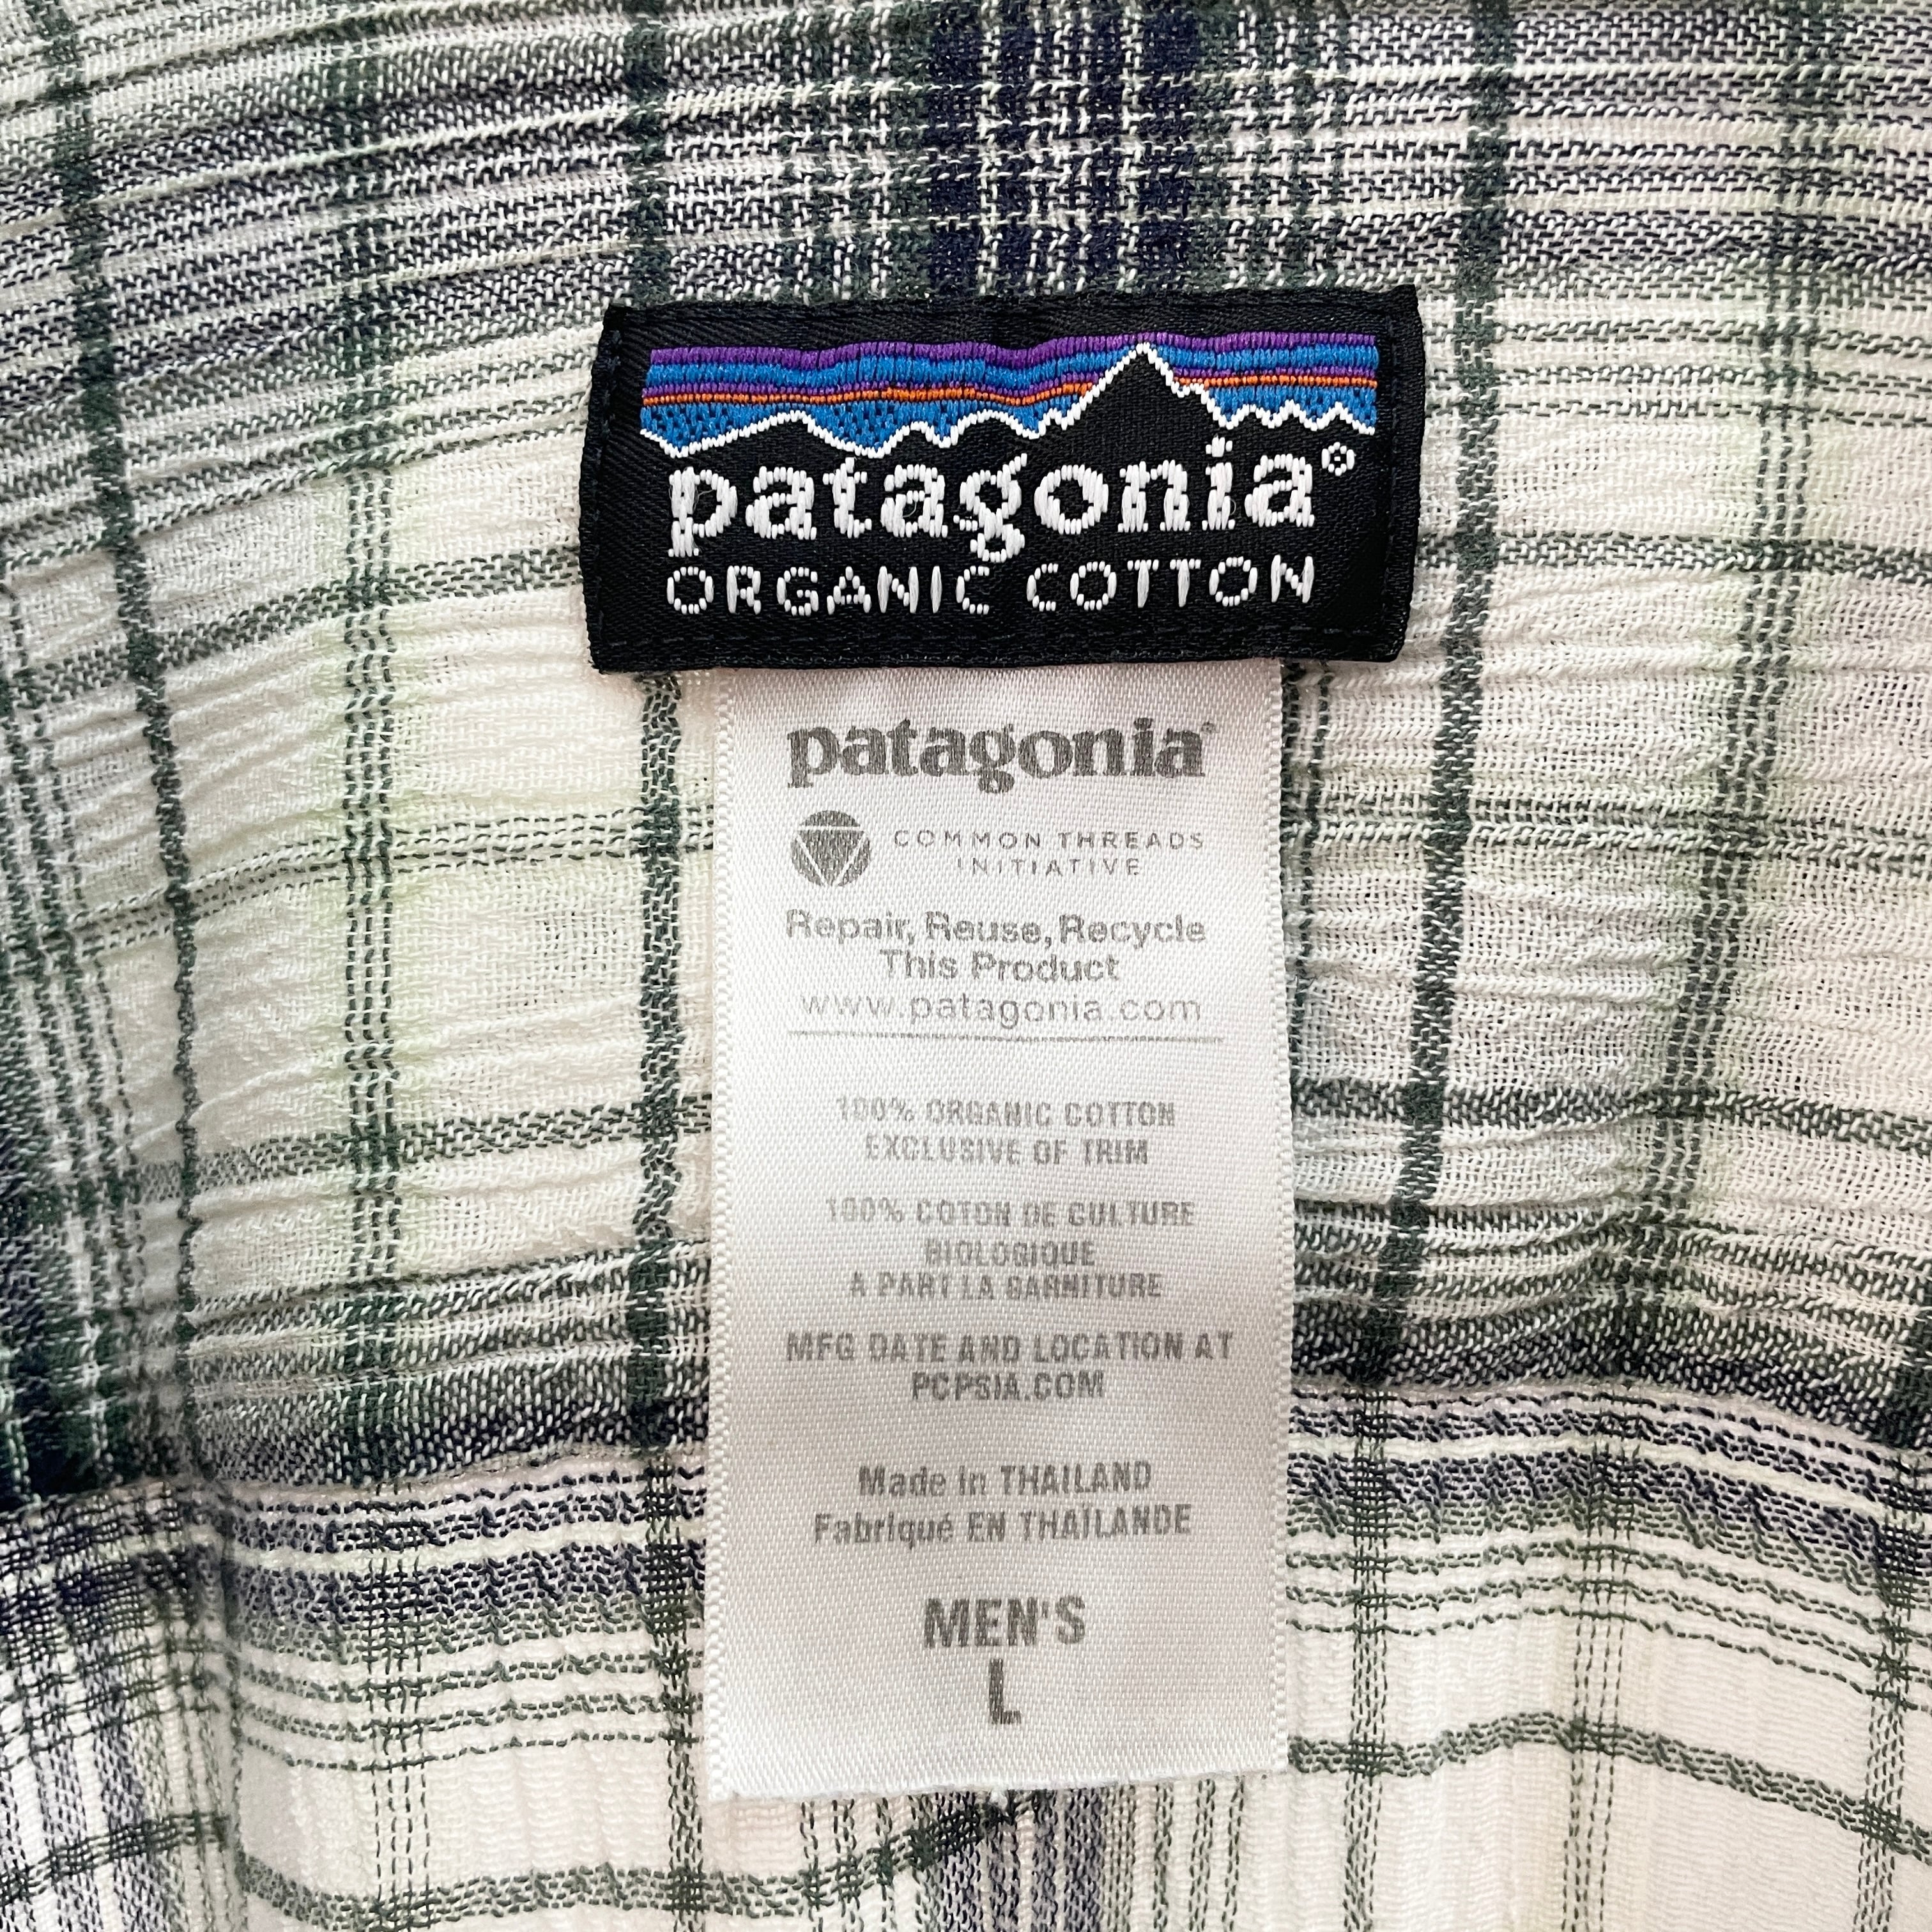 patagonia®
ORGANIC COTTON
patagonia®
COMMON THREADS
INITIATIVE
Repair, Reuse, Recycle
This Product
www.patagonia.com
100% ORGANIC COTTON
EXCLUSIVE OF TRIM
100% COTON DE CULTURE
BIOLOGIQUE
A PART LA GARNITURE
MFG DATE AND LOCATION AT
PCPSIA.COM
Made in THAILAND
Fabriqué EN THAÏLANDE
MEN'S
L